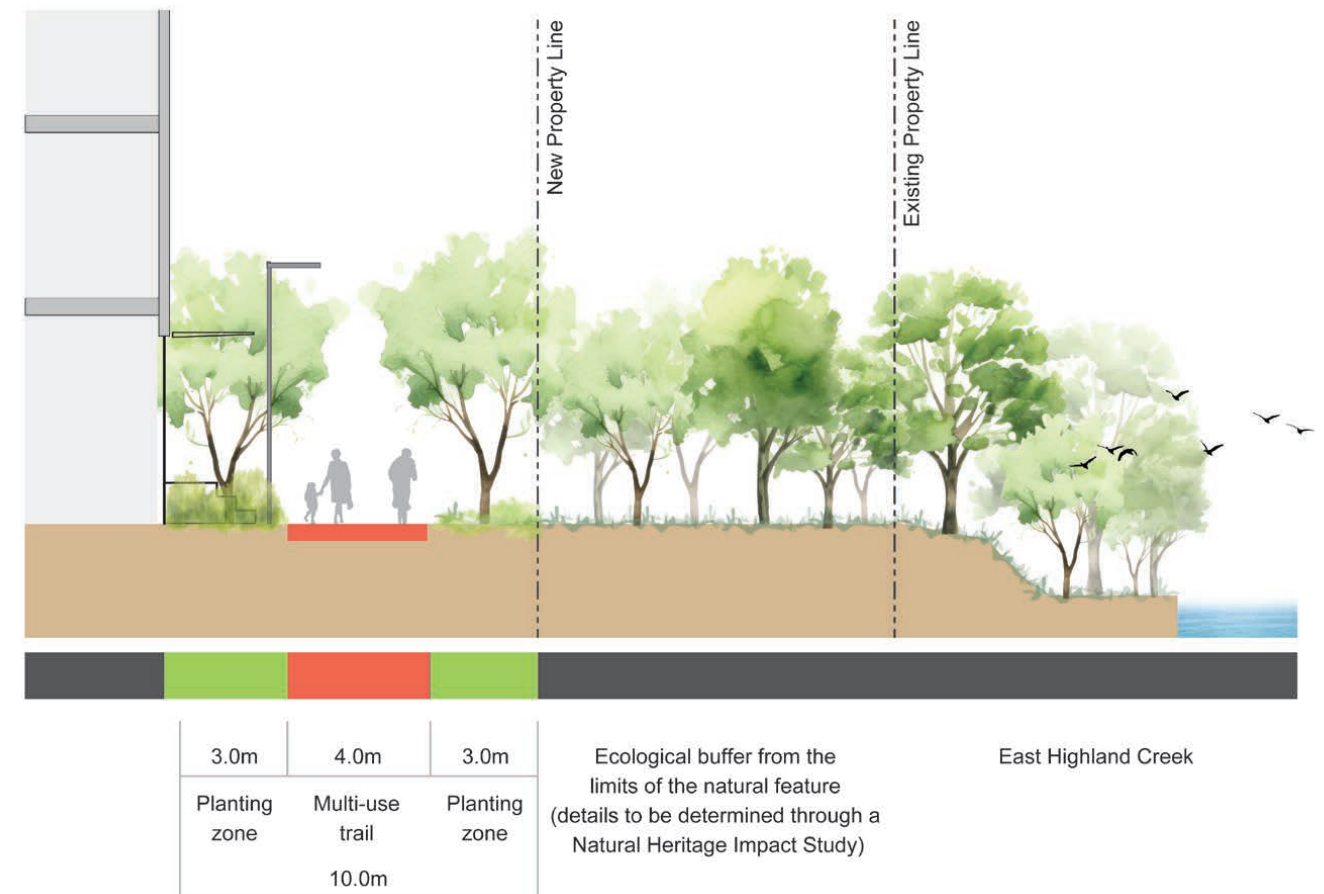 New Property Line
Existing Property Line
3.0m
4.0m
3.0m
Planting
zone
Multi-use
trail
Planting
zone
10.0m
Ecological buffer from the
limits of the natural feature
(details to be determined through a
Natural Heritage Impact Study)
East Highland Creek